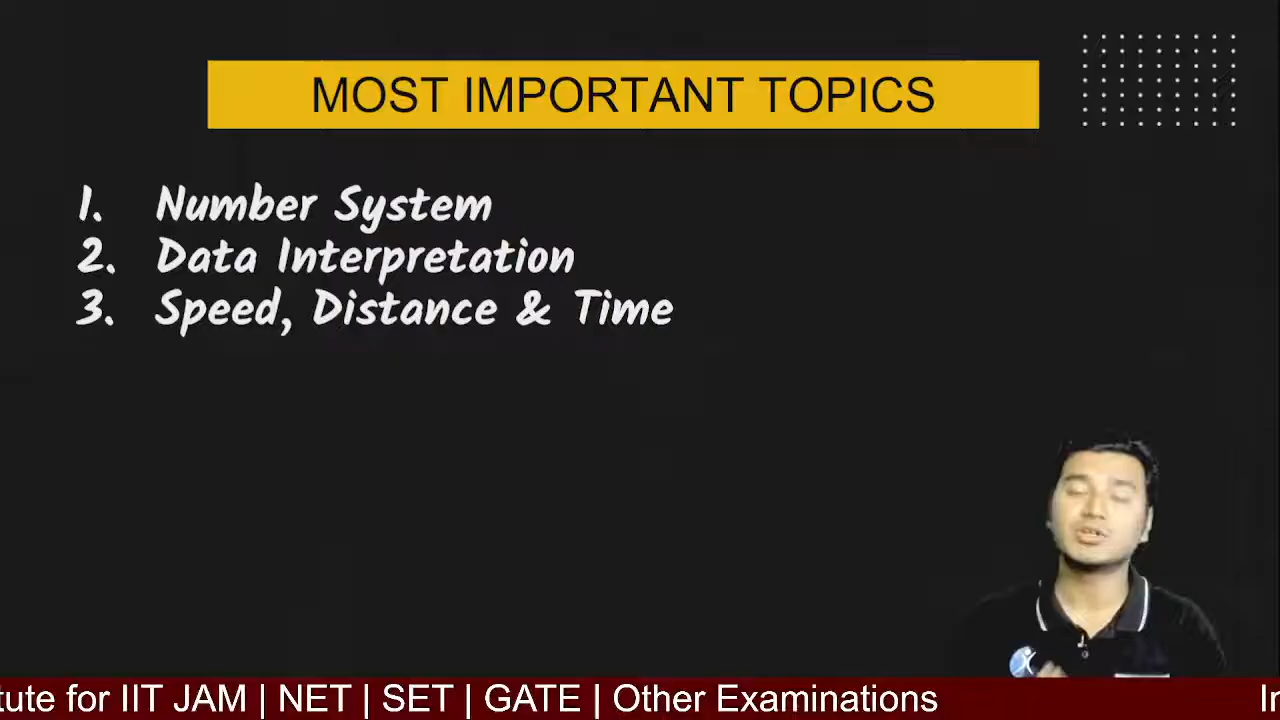 MOST IMPORTANT TOPICS
1. Number System
2. Data Interpretation
3. Speed, Distance & Time
tute for IIT JAM | NET | SET | GATE | Other Examinations In